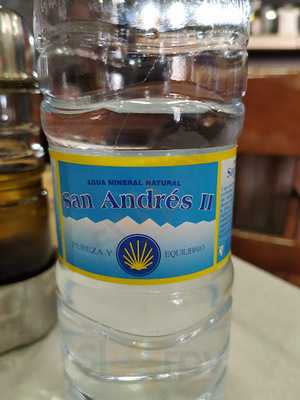 AGUA MINERAL NATURAL
San Andrés II
PUREZA Y EQUILIBRIO